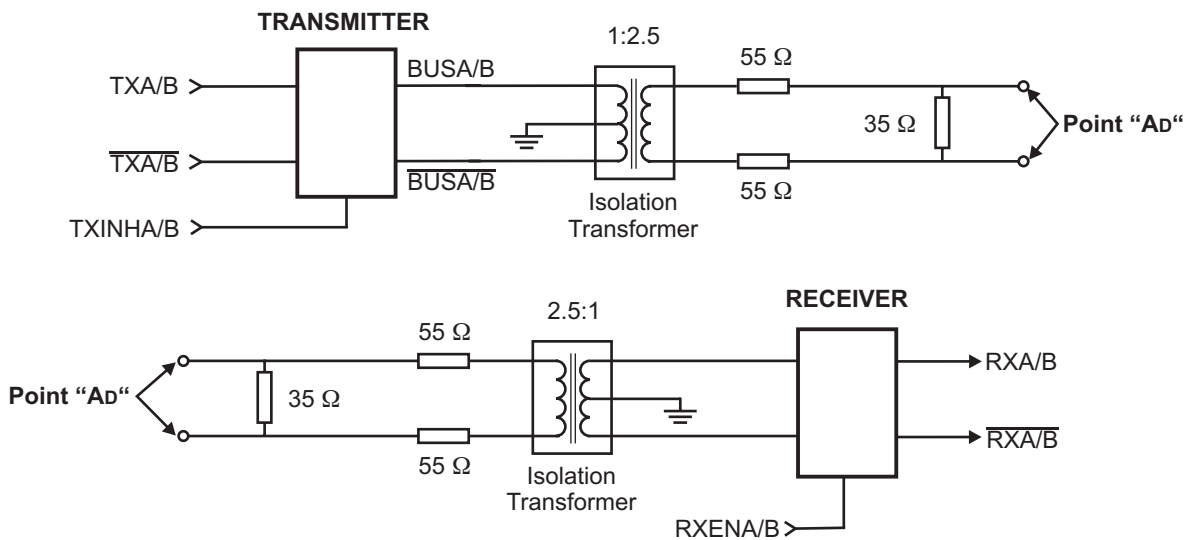 TRANSMITTER
1:2.5
55 Ω
TXA/B
BUSA/B
35 Ω
Point “AD“
TXA/B
BUSA/B
55 Ω
TXINHA/B
Isolation
Transformer
RECEIVER
2.5:1
55 Ω
RXA/B
Point “AD“
35 Ω
RXA/B
55 Ω
Isolation
Transformer
RXENA/B